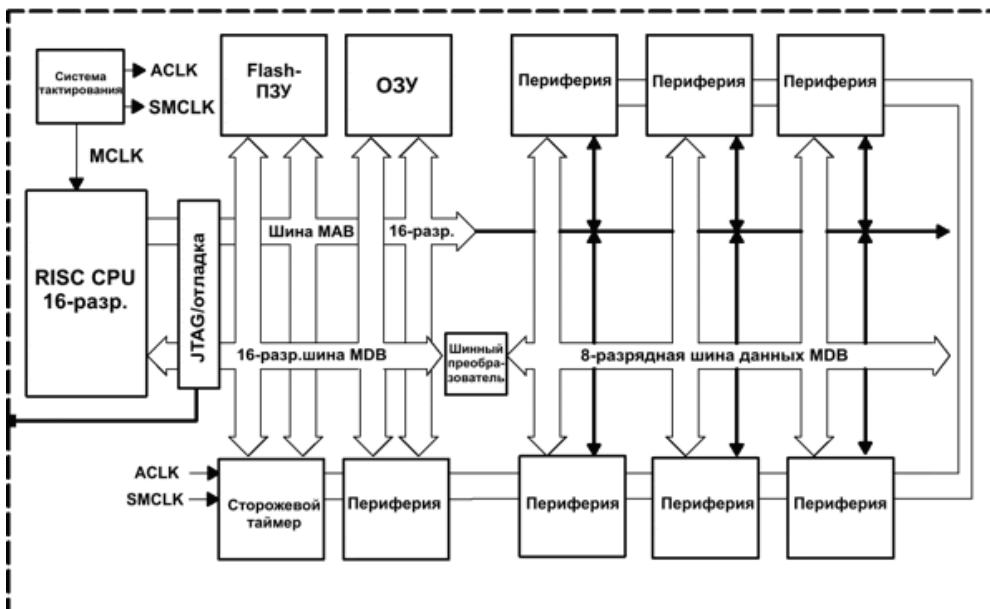 Система
тактирования
ACLK
SMCLK
MCLK
Flash-
ПЗУ
ОЗУ
Периферия
Периферия
Периферия
RISC CPU
16-разр.
JTAG/отладка
Шина MAB
16-разр.
16-разр.шина MDB
Шинный
преобра-
зователь
8-разрядная шина данных MDB
ACLK
SMCLK
Сторожевой
таймер
Периферия
Периферия
Периферия
Периферия